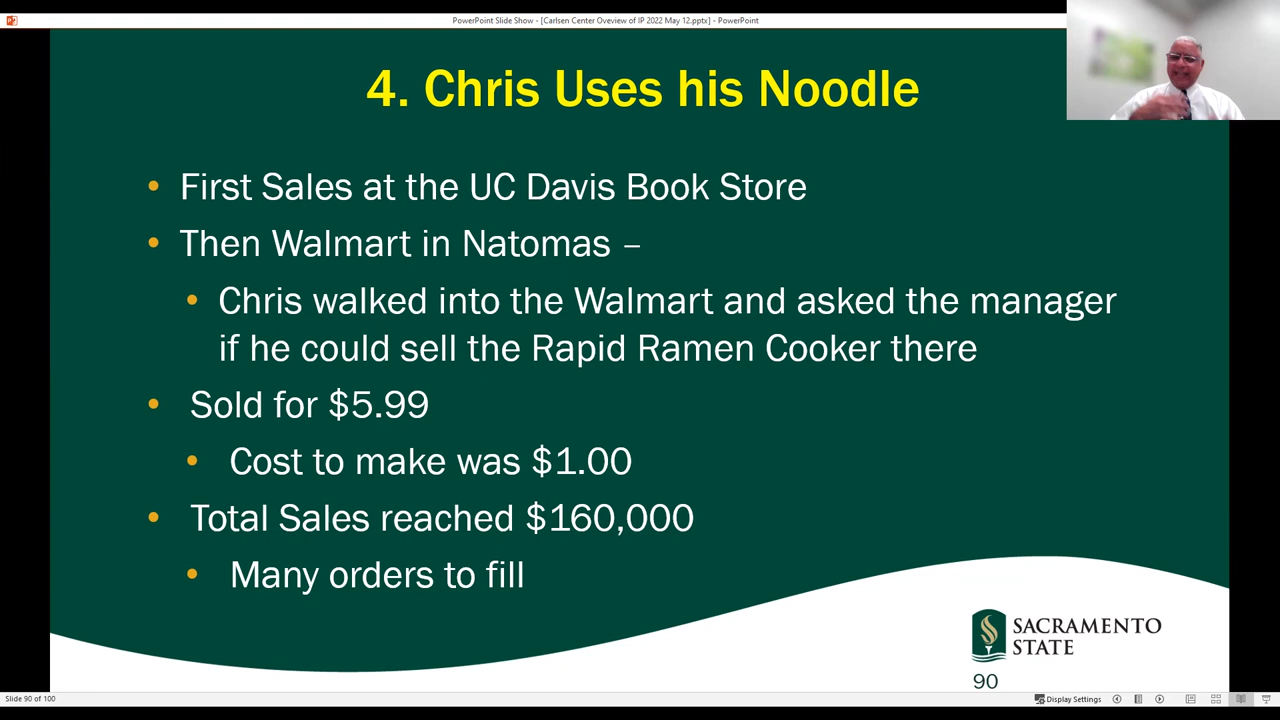 PowerPoint Slide Show - [Carlsen Center Oveview of IP 2022 May 12.pptx] - PowerPoint
4. Chris Uses his Noodle
• First Sales at the UC Davis Book Store
• Then Walmart in Natomas –
• Chris walked into the Walmart and asked the manager
if he could sell the Rapid Ramen Cooker there
• Sold for $5.99
• Cost to make was $1.00
• Total Sales reached $160,000
• Many orders to fill
SACRAMENTO
STATE
90
Slide 90 of 100
Display Settings